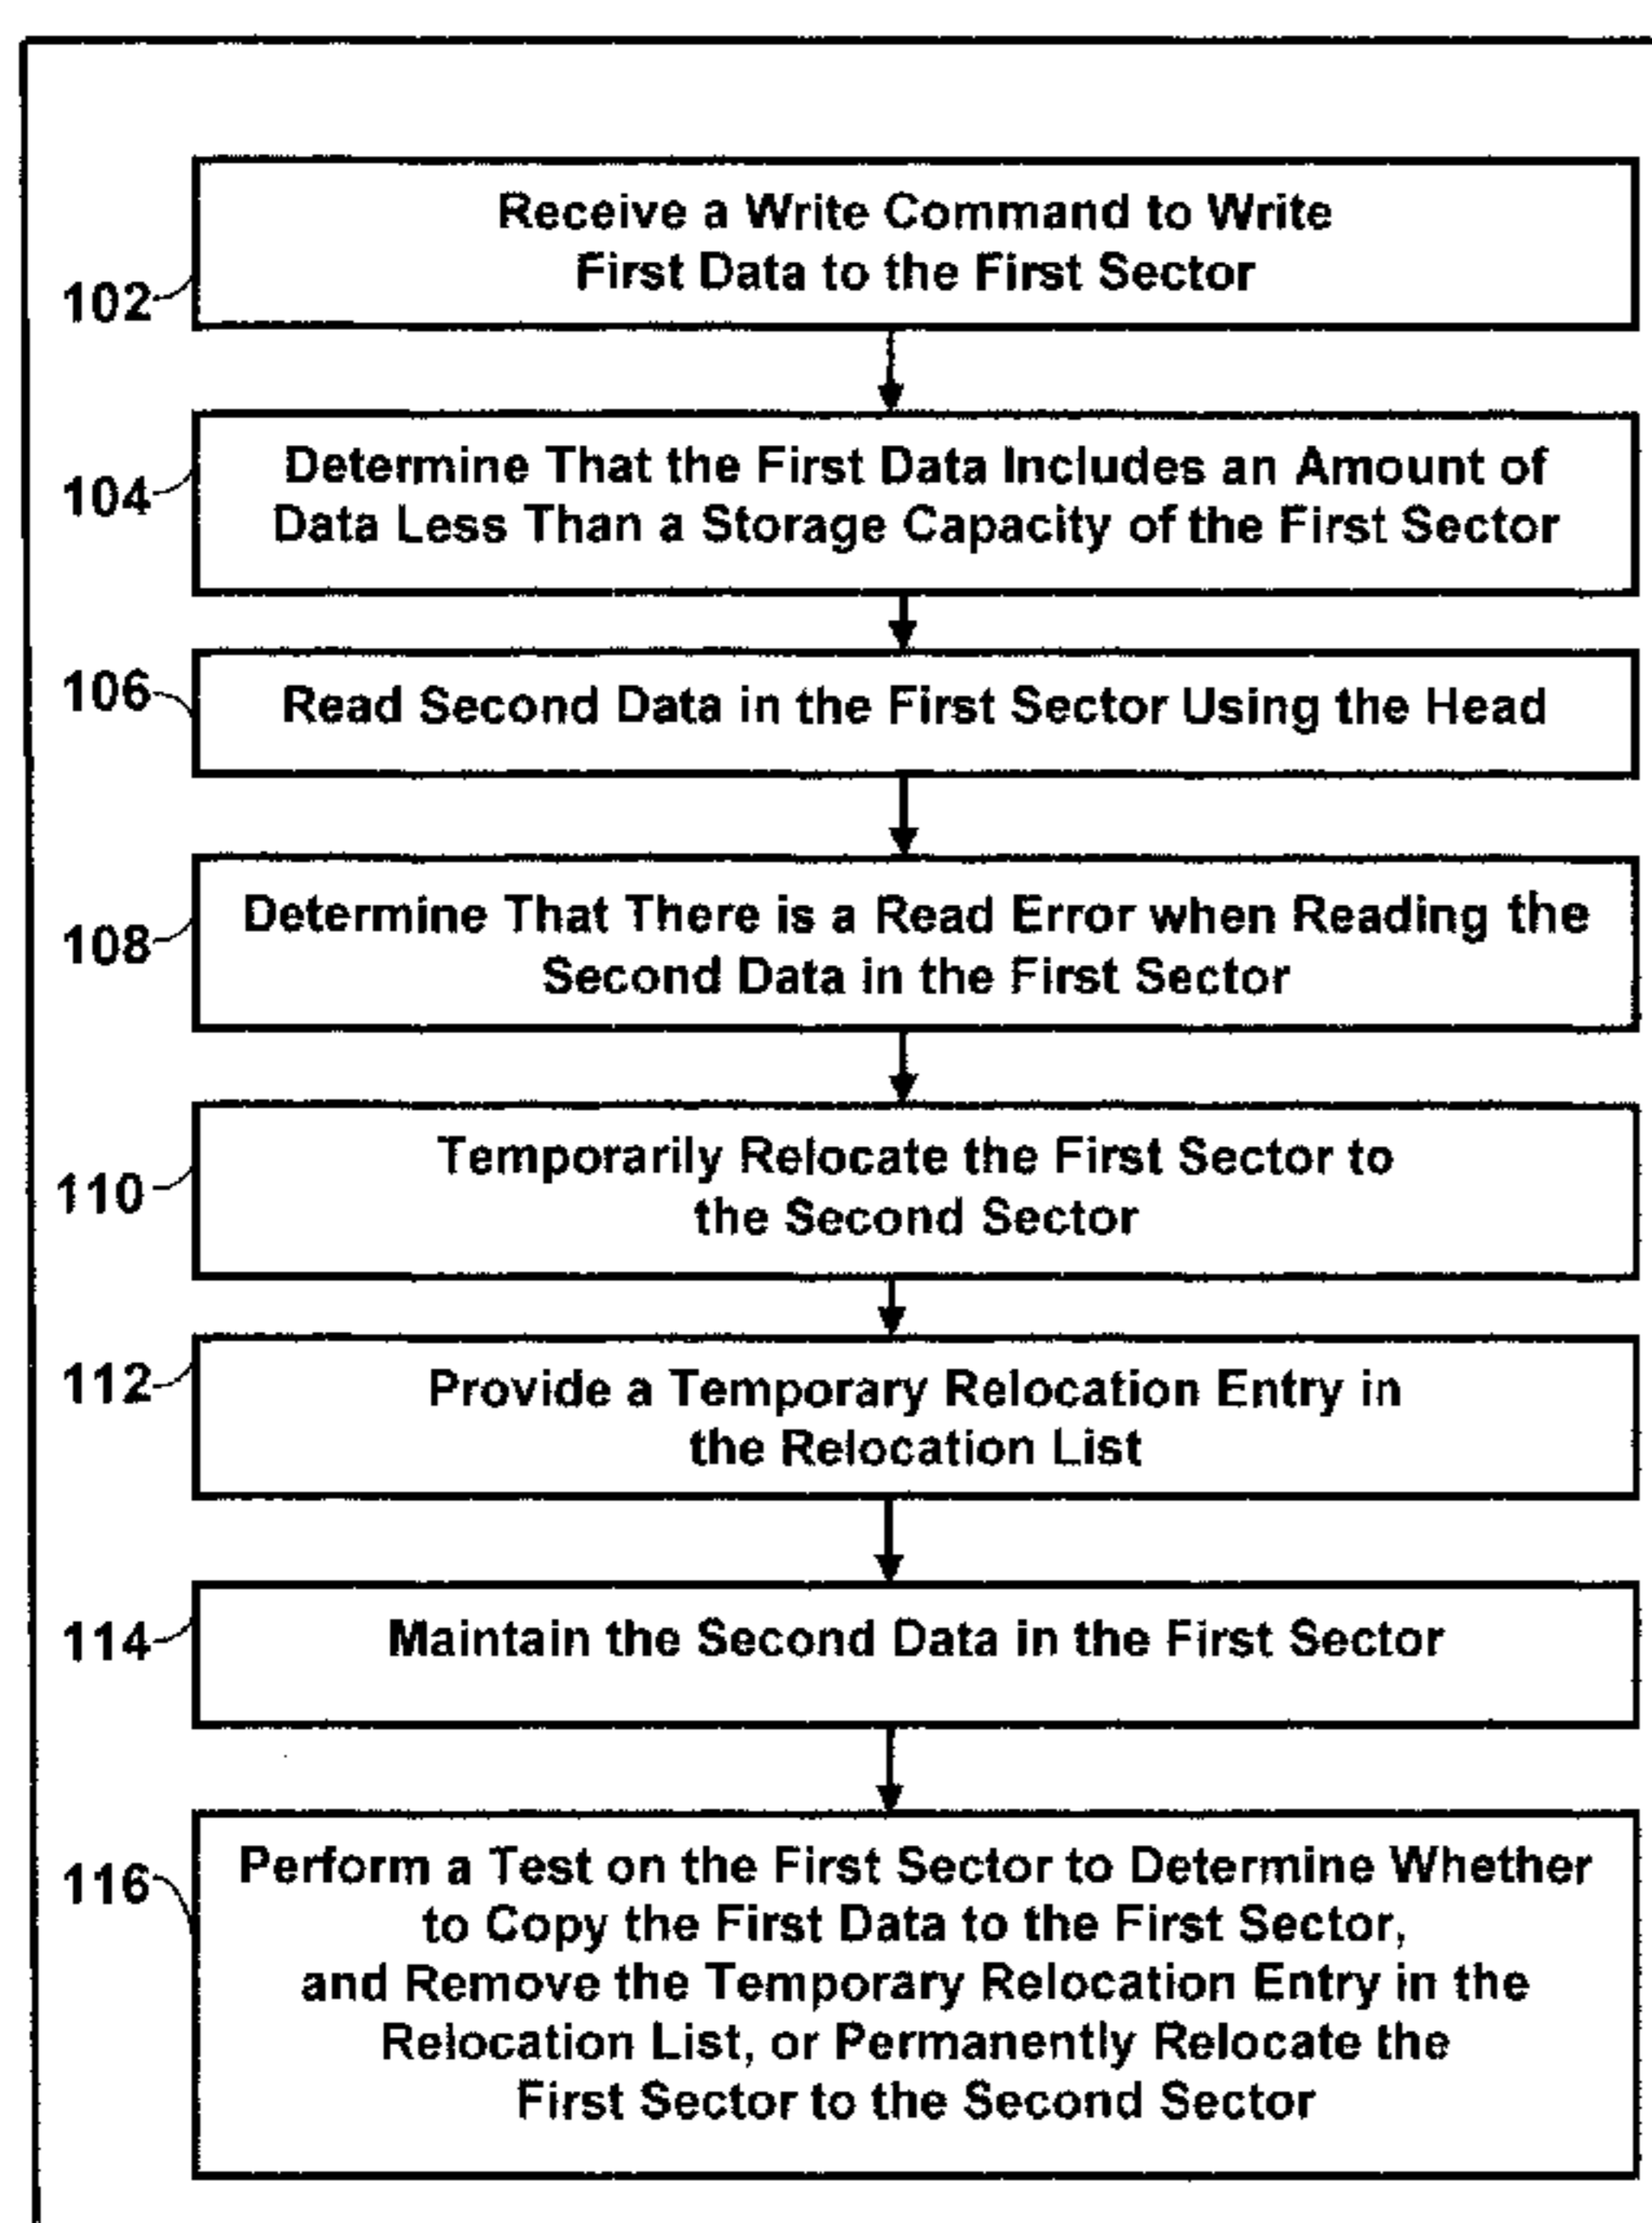 Receive a Write Command to Write
First Data to the First Sector
102
104
Determine That the First Data Includes an Amount of
Data Less Than a Storage Capacity of the First Sector
106
Read Second Data in the First Sector Using the Head
108
Determine That There is a Read Error when Reading the
Second Data in the First Sector
110
Temporarily Relocate the First Sector to
the Second Sector
112
Provide a Temporary Relocation Entry in
the Relocation List
114
Maintain the Second Data in the First Sector
116
Perform a Test on the First Sector to Determine Whether
to Copy the First Data to the First Sector,
and Remove the Temporary Relocation Entry in the
Relocation List, or Permanently Relocate the
First Sector to the Second Sector